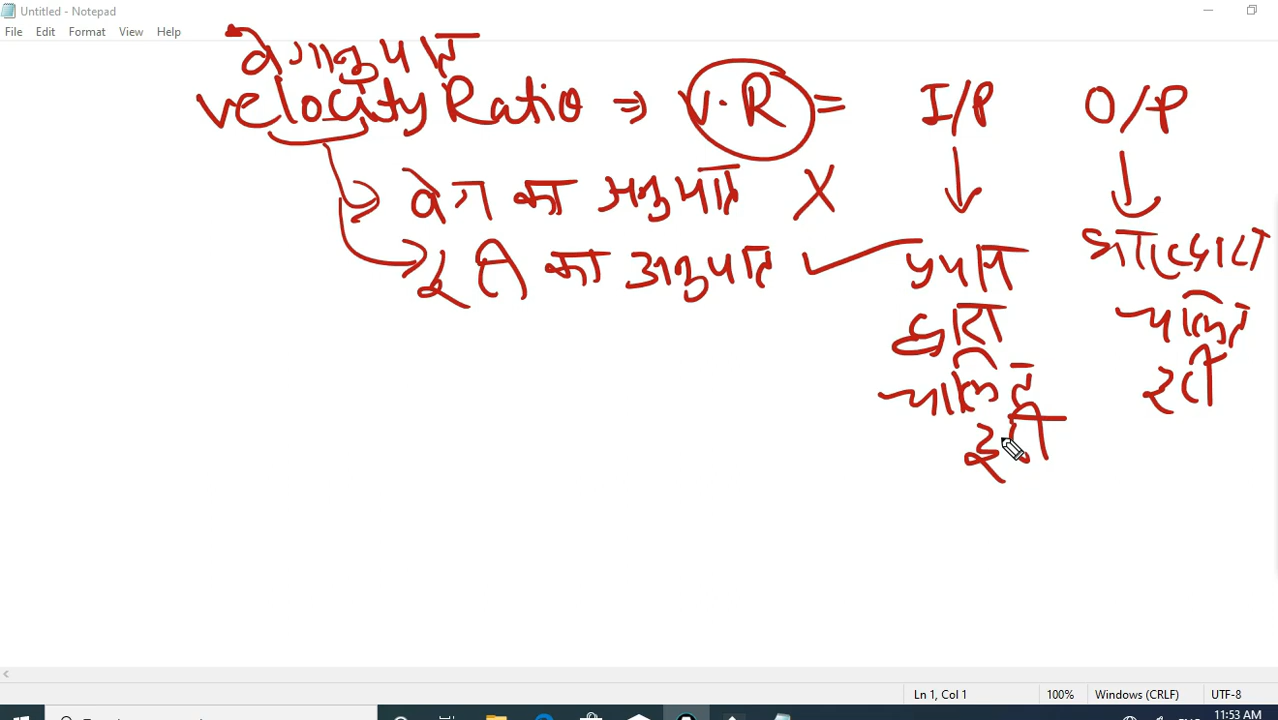 Untitled - Notepad
File Edit Format View Help
वेगानुपात
Velocity Ratio ⇒ V.R = I/P O/P
वेग का अनुपात X
दूरी का अनुपात ✓ प्रयास
द्वारा
चलित
दूरी
चलित
दूरी
Ln 1, Col 1 100% Windows (CRLF) UTF-8
11:53 AM